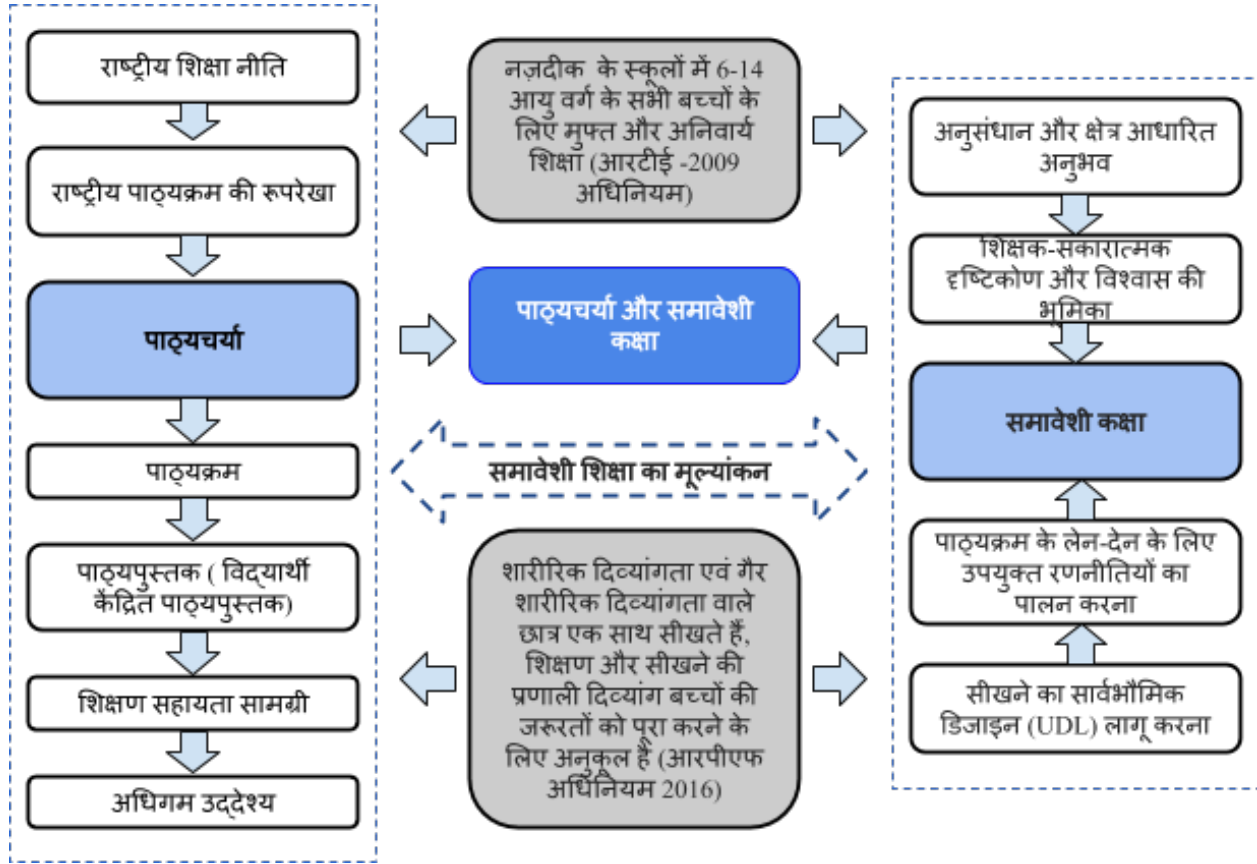 राष्ट्रीय शिक्षा नीति
राष्ट्रीय पाठ्यक्रम की रूपरेखा
पाठ्यचर्या
पाठ्यक्रम
पाठ्यपुस्तक ( विद्यार्थी
केंद्रित पाठ्यपुस्तक)
शिक्षण सहायता सामग्री
अधिगम उद्देश्य
नज़दीक के स्कूलों में 6-14
आयु वर्ग के सभी बच्चों के
लिए मुफ्त और अनिवार्य
शिक्षा (आरटीई -2009
अधिनियम)
पाठ्यचर्या और समावेशी
कक्षा
समावेशी शिक्षा का मूल्यांकन
शारीरिक दिव्यांगता एवं गैर
शारीरिक दिव्यांगता वाले
छात्र एक साथ सीखते हैं,
शिक्षण और सीखने की
प्रणाली दिव्यांग बच्चों की
जरूरतों को पूरा करने के
लिए अनुकूल है (आरपीएफ
अधिनियम 2016)
अनुसंधान और क्षेत्र आधारित
अनुभव
शिक्षक-सकारात्मक
दृष्टिकोण और विश्वास की
भूमिका
समावेशी कक्षा
पाठ्यक्रम के लेन-देन के लिए
उपयुक्त रणनीतियों का
पालन करना
सीखने का सार्वभौमिक
डिजाइन (UDL) लागू करना